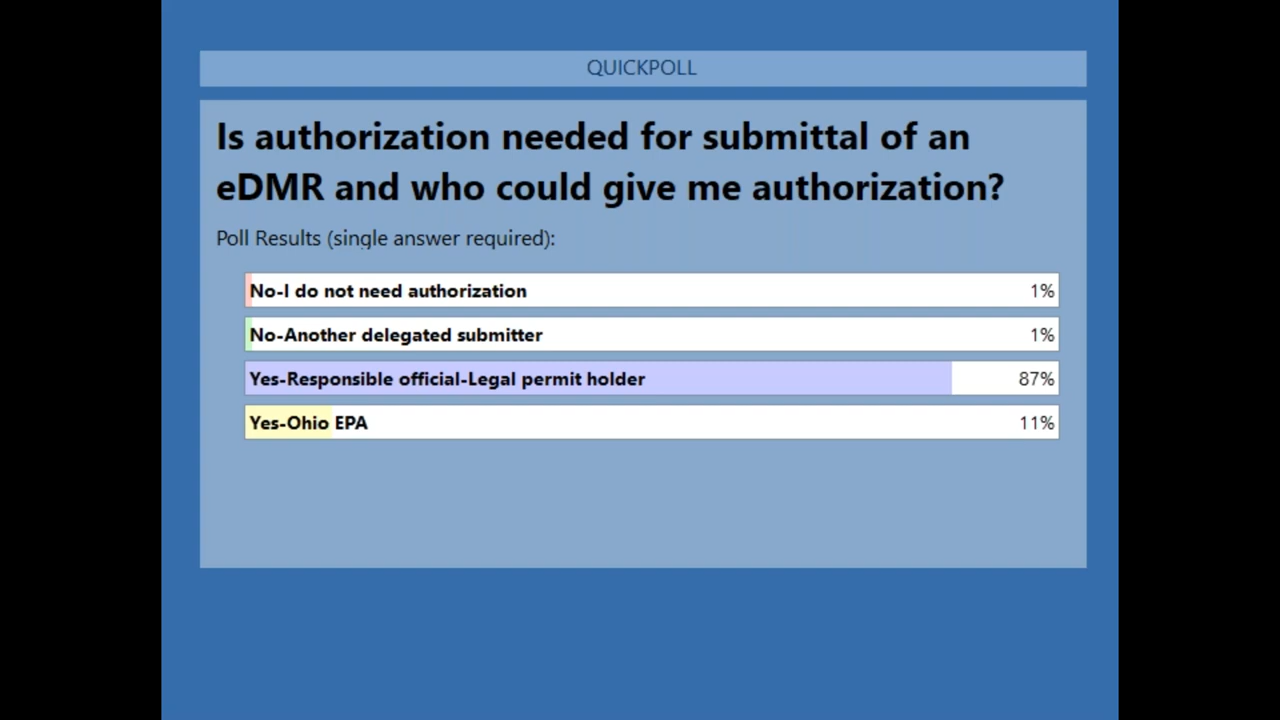 QUICKPOLL
Is authorization needed for submittal of an
eDMR and who could give me authorization?
Poll Results (single answer required):
No-I do not need authorization 1%
No-Another delegated submitter 1%
Yes-Responsible official-Legal permit holder 87%
Yes-Ohio EPA 11%